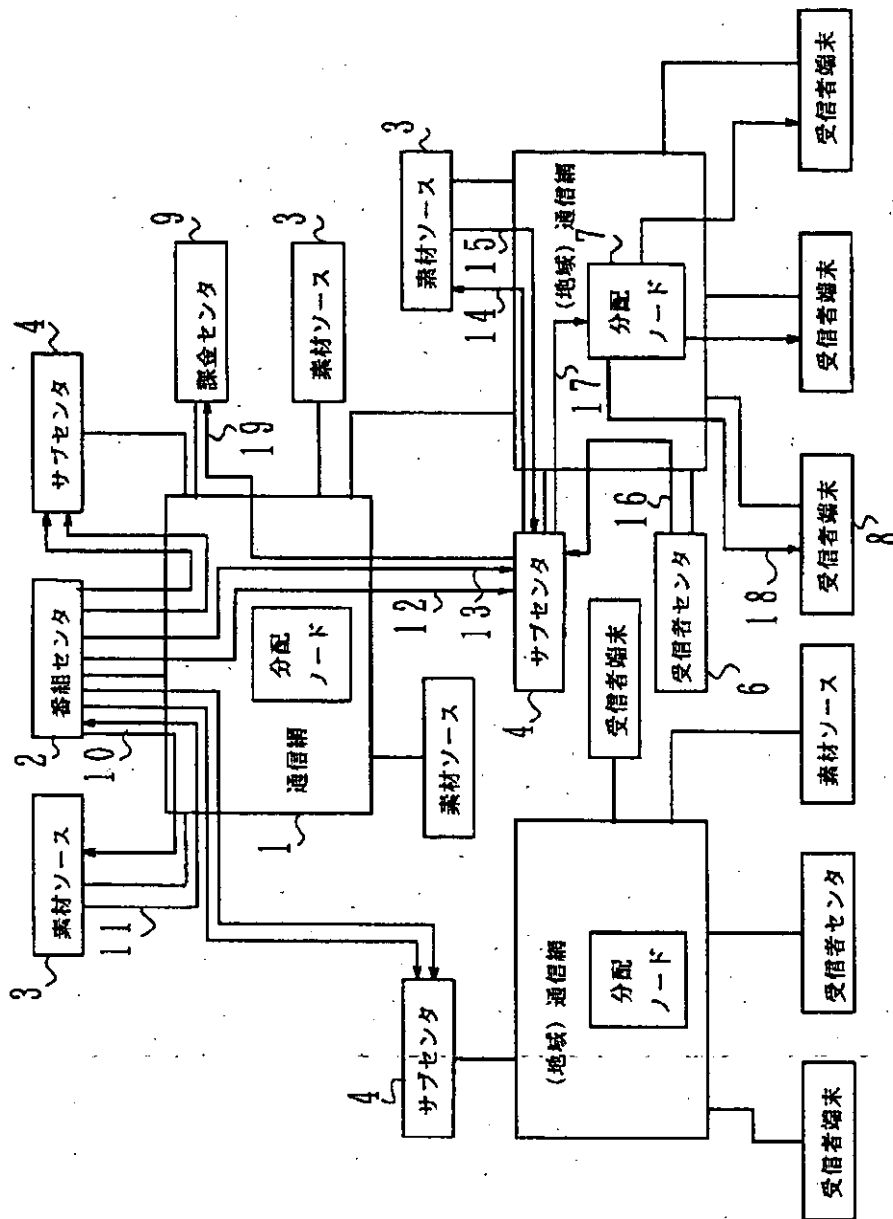 素材ソース
3
11
番組センタ
2
10
サブセンタ
4
課金センタ
9
19
素材ソース
3
素材ソース
3
14
15
通信網
1
分配
ノード
12
13
素材ソース
サブセンタ
4
(地域) 通信網
分配
ノード
7
17
16
サブセンタ
4
受信者センタ
6
受信者端末
(地域) 通信網
分配
ノード
18
受信者端末
受信者センタ
素材ソース
受信者端末
8
受信者端末
受信者端末